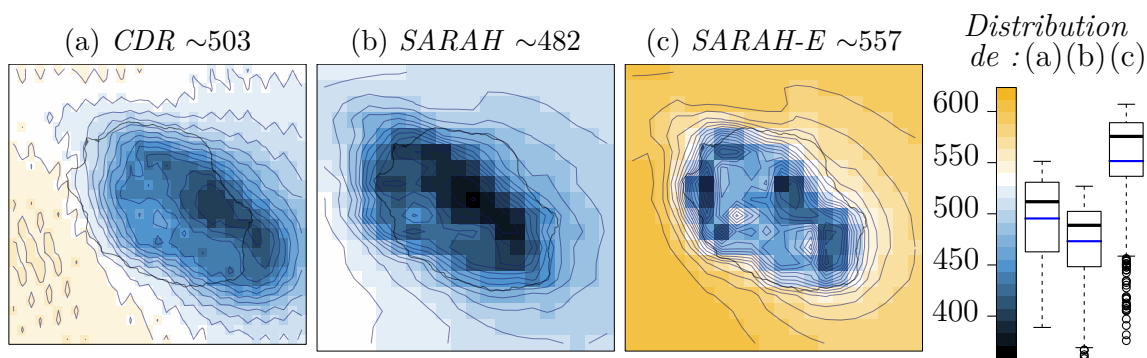 (a) CDR ~503
(b) SARAH ~482
(c) SARAH-E ~557
Distribution
de : (a) (b) (c)
600
550
500
450
400